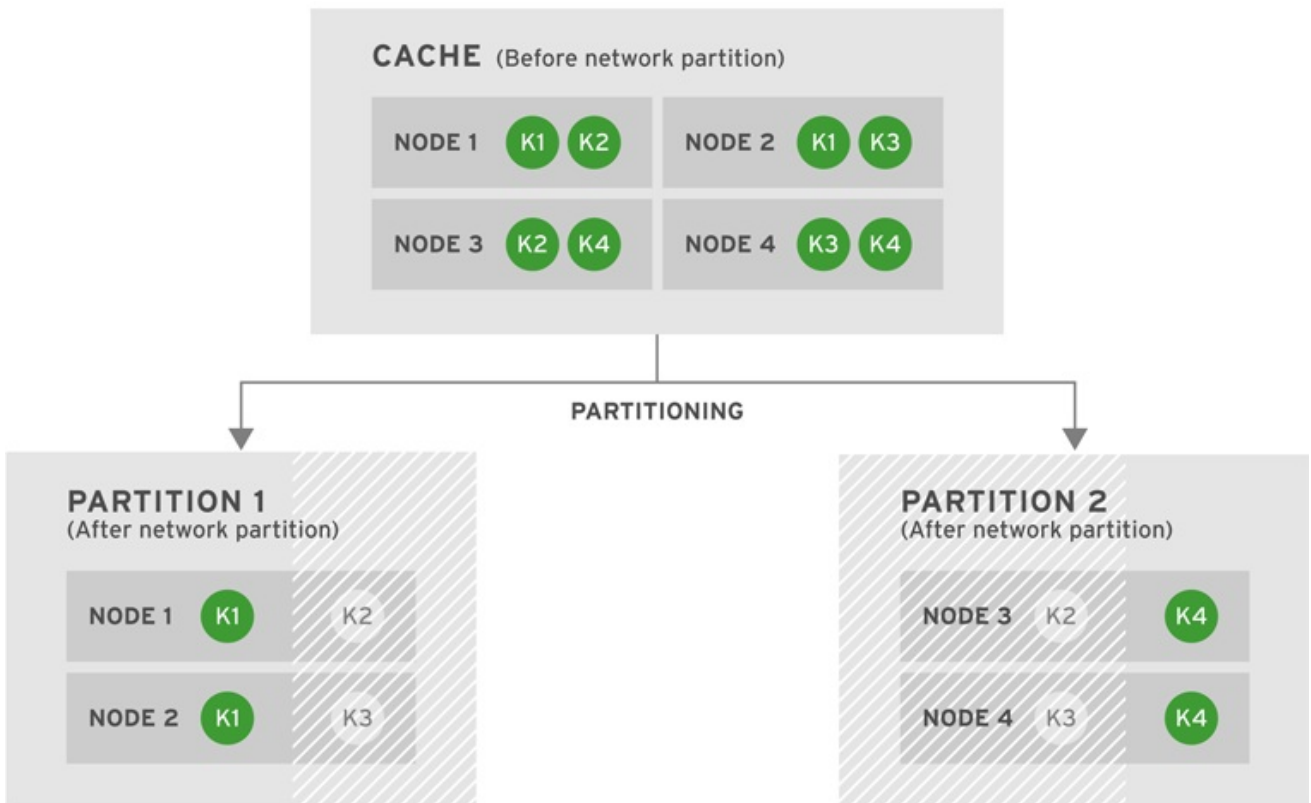 CACHE (Before network partition)
NODE 1 K1 K2 NODE 2 K1 K3
NODE 3 K2 K4 NODE 4 K3 K4
PARTITIONING
PARTITION 1
(After network partition)
NODE 1 K1 K2
NODE 2 K1 K3
PARTITION 2
(After network partition)
NODE 3 K2 K4
NODE 4 K3 K4